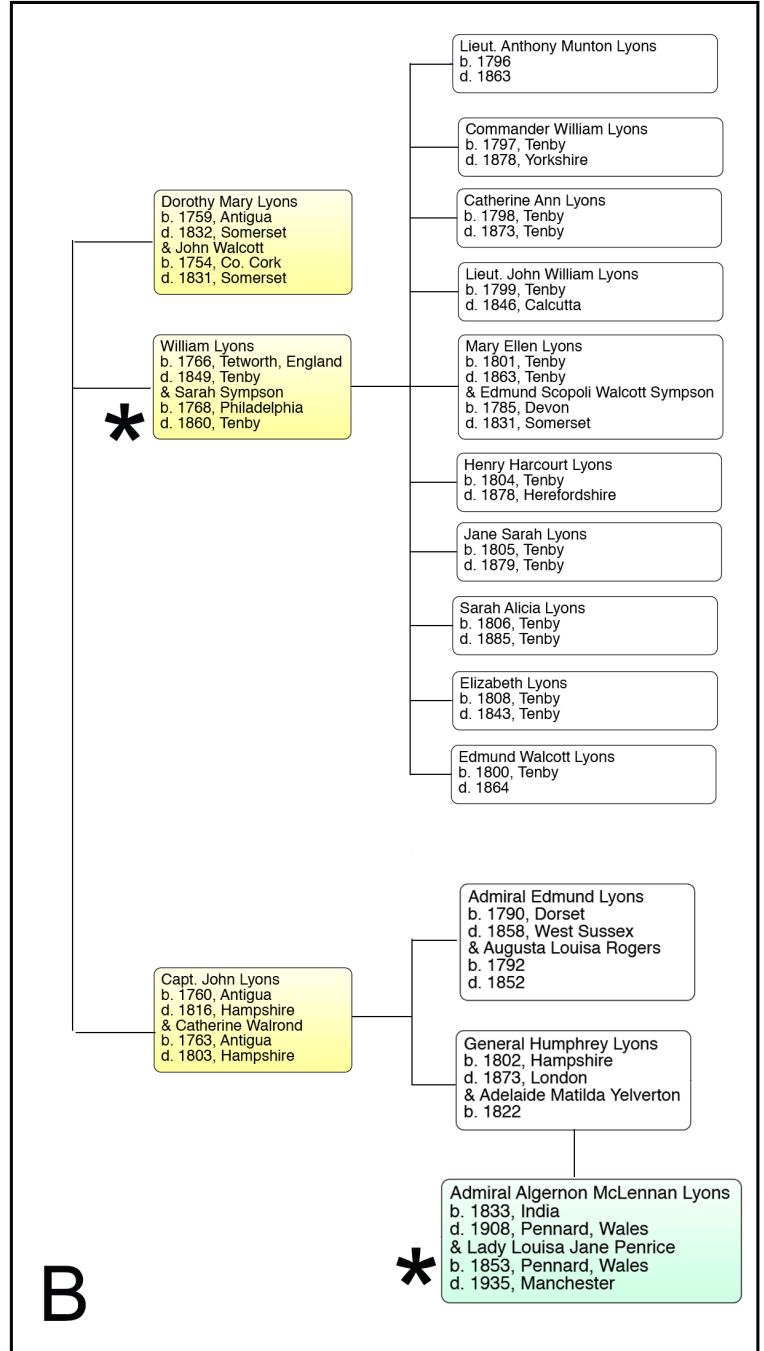 Lieut. Anthony Munton Lyons
b. 1796
d. 1863
Commander William Lyons
b. 1797, Tenby
d. 1878, Yorkshire
Dorothy Mary Lyons
b. 1759, Antigua
d. 1832, Somerset
& John Walcott
b. 1754, Co. Cork
d. 1831, Somerset
Catherine Ann Lyons
b. 1798, Tenby
d. 1873, Tenby
Lieut. John William Lyons
b. 1799, Tenby
d. 1846, Calcutta
William Lyons
b. 1766, Tetworth, England
d. 1849, Tenby
& Sarah Sympson
b. 1768, Philadelphia
d. 1860, Tenby
*
Mary Ellen Lyons
b. 1801, Tenby
d. 1863, Tenby
& Edmund Scopoli Walcott Sympson
b. 1785, Devon
d. 1831, Somerset
Henry Harcourt Lyons
b. 1804, Tenby
d. 1878, Herefordshire
Jane Sarah Lyons
b. 1805, Tenby
d. 1879, Tenby
Sarah Alicia Lyons
b. 1806, Tenby
d. 1885, Tenby
Elizabeth Lyons
b. 1808, Tenby
d. 1843, Tenby
Edmund Walcott Lyons
b. 1800, Tenby
d. 1864
Admiral Edmund Lyons
b. 1790, Dorset
d. 1858, West Sussex
& Augusta Louisa Rogers
b. 1792
d. 1852
Capt. John Lyons
b. 1760, Antigua
d. 1816, Hampshire
& Catherine Walrond
b. 1763, Antigua
d. 1803, Hampshire
General Humphrey Lyons
b. 1802, Hampshire
d. 1873, London
& Adelaide Matilda Yelverton
b. 1822
Admiral Algernon McLennan Lyons
b. 1833, India
d. 1908, Pennard, Wales
& Lady Louisa Jane Penrice
b. 1853, Pennard, Wales
d. 1935, Manchester
*
B